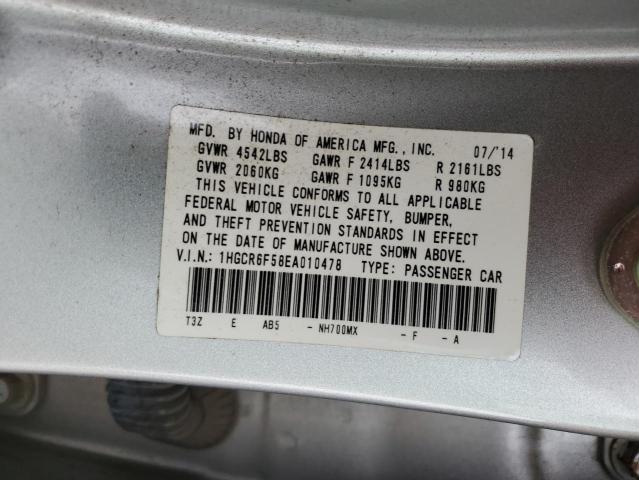 MFD. BY HONDA OF AMERICA MFG., INC. 07/'14
GVWR 4542LBS GAWR F 2414LBS R 2161LBS
GVWR 2060KG GAWR F 1095KG R 980KG
THIS VEHICLE CONFORMS TO ALL APPLICABLE
FEDERAL MOTOR VEHICLE SAFETY, BUMPER,
AND THEFT PREVENTION STANDARDS IN EFFECT
ON THE DATE OF MANUFACTURE SHOWN ABOVE.
V.I.N.: 1HGCR6F58EA010478 TYPE: PASSENGER CAR
T3Z E AB5 - NH700MX - F - A